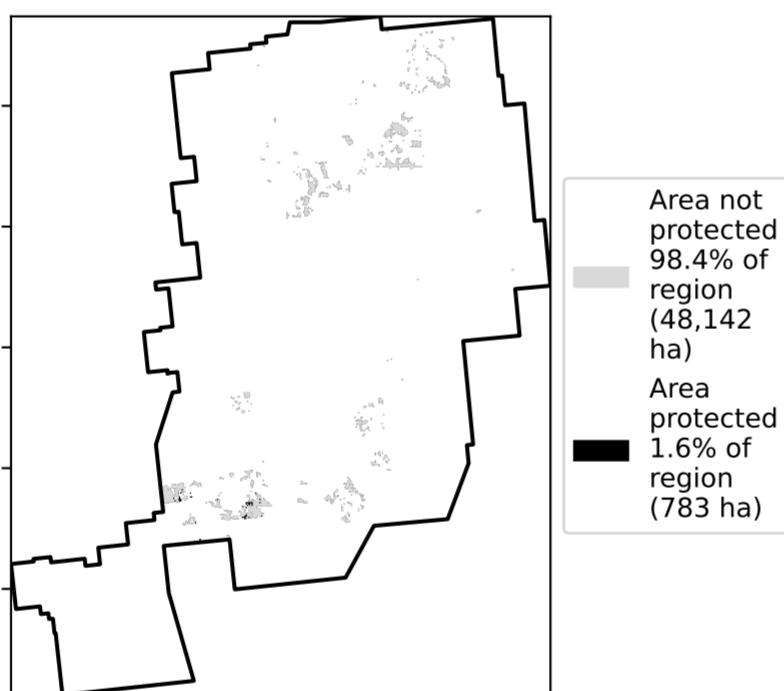 Area not
protected
98.4% of
region
(48,142
ha)
Area
protected
1.6% of
region
(783 ha)